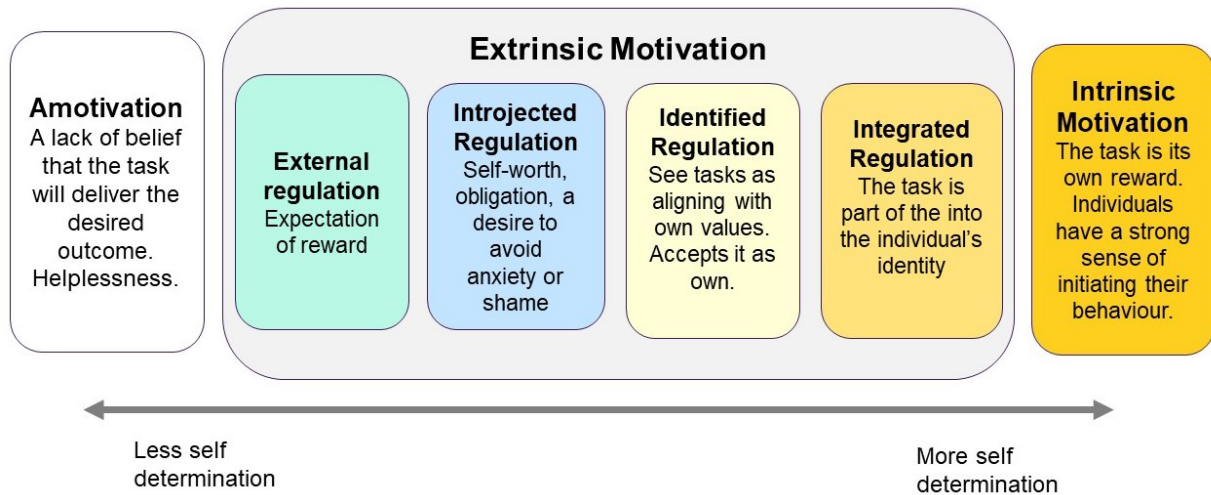 Extrinsic Motivation
Amotivation
A lack of belief
that the task
will deliver the
desired
outcome.
Helplessness.
External
regulation
Expectation
of reward
Introjected
Regulation
Self-worth,
obligation, a
desire to
avoid
anxiety or
shame
Identified
Regulation
See tasks as
aligning with
own values.
Accepts it as
own.
Integrated
Regulation
The task is
part of the into
the individual’s
identity
Intrinsic
Motivation
The task is its
own reward.
Individuals
have a strong
sense of
initiating their
behaviour.
Less self
determination
More self
determination